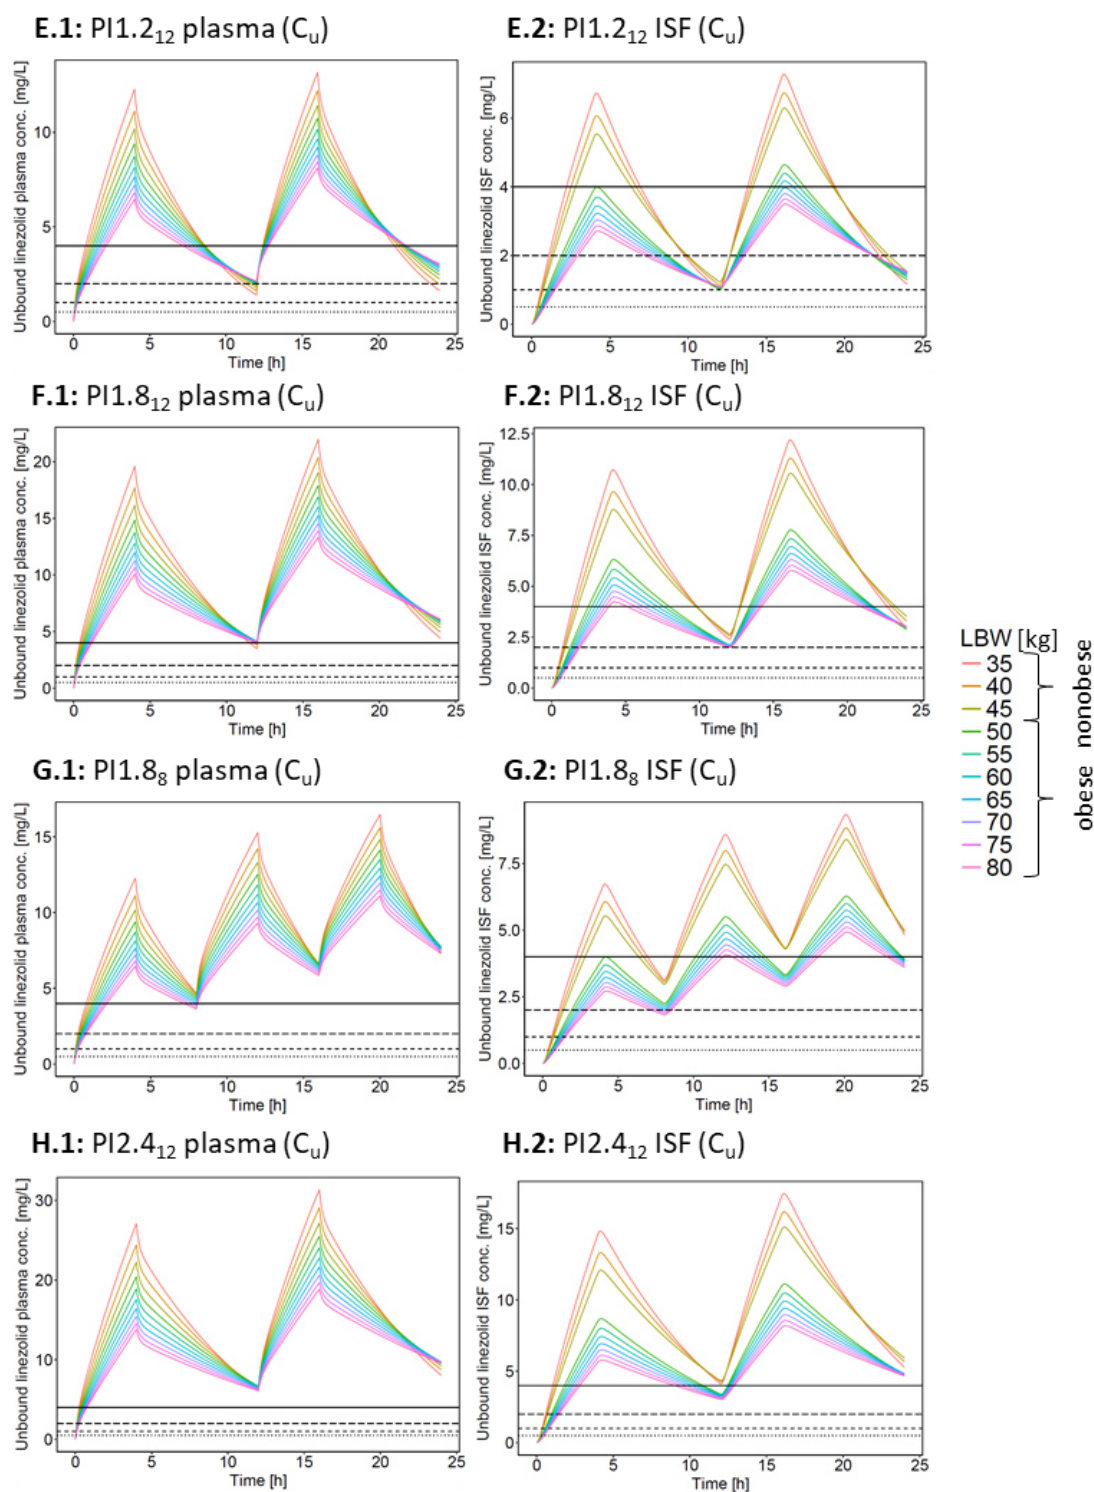 E.1: PI1.2₁₂ plasma (Cᵤ)
Unbound linezolid plasma conc. [mg/L]
10
5
0
0 5 10 15 20 25
Time [h]
E.2: PI1.2₁₂ ISF (Cᵤ)
Unbound linezolid ISF conc. [mg/L]
6
4
2
0
0 5 10 15 20 25
Time [h]
F.1: PI1.8₁₂ plasma (Cᵤ)
Unbound linezolid plasma conc. [mg/L]
20
15
10
5
0
0 5 10 15 20 25
Time [h]
F.2: PI1.8₁₂ ISF (Cᵤ)
Unbound linezolid ISF conc. [mg/L]
12.5
10.0
7.5
5.0
2.5
0.0
0 5 10 15 20 25
Time [h]
LBW [kg]
35
40
45
50
55
60
65
70
75
80
nonobese
obese
G.1: PI1.8₈ plasma (Cᵤ)
Unbound linezolid plasma conc. [mg/L]
15
10
5
0
0 5 10 15 20 25
Time [h]
G.2: PI1.8₈ ISF (Cᵤ)
Unbound linezolid ISF conc. [mg/L]
7.5
5.0
2.5
0.0
0 5 10 15 20 25
Time [h]
H.1: PI2.4₁₂ plasma (Cᵤ)
Unbound linezolid plasma conc. [mg/L]
30
20
10
0
0 5 10 15 20 25
Time [h]
H.2: PI2.4₁₂ ISF (Cᵤ)
Unbound linezolid ISF conc. [mg/L]
15
10
5
0
0 5 10 15 20 25
Time [h]